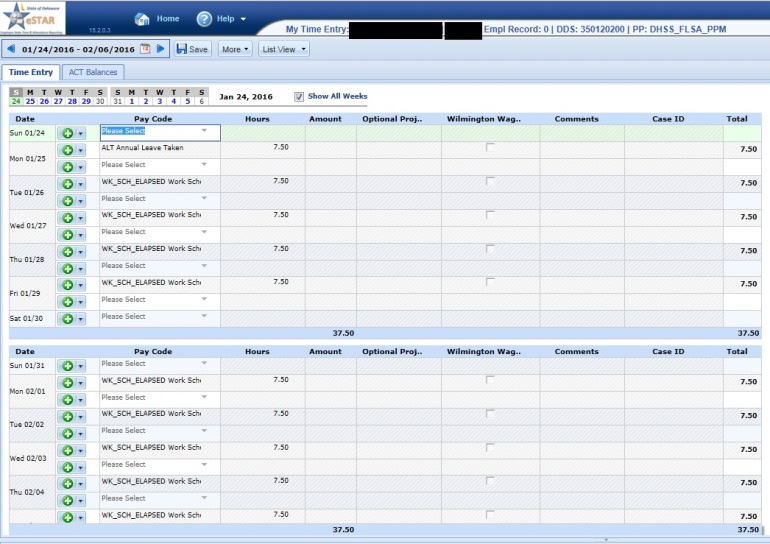 State of Delaware
eSTAR
Employee State Time & Attendance Reporting
15.2.0.3
Home
Help
My Time Entry:
Empl Record: 0 | DDS: 350120200 | PP: DHSS_FLSA_PPM
01/24/2016 - 02/06/2016
Save
More
List View
Time Entry
ACT Balances
S M T W T F S S M T W T F S
24 25 26 27 28 29 30 31 1 2 3 4 5 6
Jan 24, 2016
Show All Weeks
Date Pay Code Hours Amount Optional Proj.. Wilmington Wag.. Comments Case ID Total
Sun 01/24 Please Select
Mon 01/25 ALT Annual Leave Taken 7.50 7.50
Please Select
Tue 01/26 WK_SCH_ELAPSED Work Sch 7.50 7.50
Please Select
Wed 01/27 WK_SCH_ELAPSED Work Sch 7.50 7.50
Please Select
Thu 01/28 WK_SCH_ELAPSED Work Sch 7.50 7.50
Please Select
Fri 01/29 WK_SCH_ELAPSED Work Sch 7.50 7.50
Please Select
Sat 01/30 Please Select
37.50 37.50
Date Pay Code Hours Amount Optional Proj.. Wilmington Wag.. Comments Case ID Total
Sun 01/31 Please Select
Mon 02/01 WK_SCH_ELAPSED Work Sch 7.50 7.50
Please Select
Tue 02/02 WK_SCH_ELAPSED Work Sch 7.50 7.50
Please Select
Wed 02/03 WK_SCH_ELAPSED Work Sch 7.50 7.50
Please Select
Thu 02/04 WK_SCH_ELAPSED Work Sch 7.50 7.50
Please Select
WK_SCH_ELAPSED Work Sch 7.50 7.50
37.50 37.50